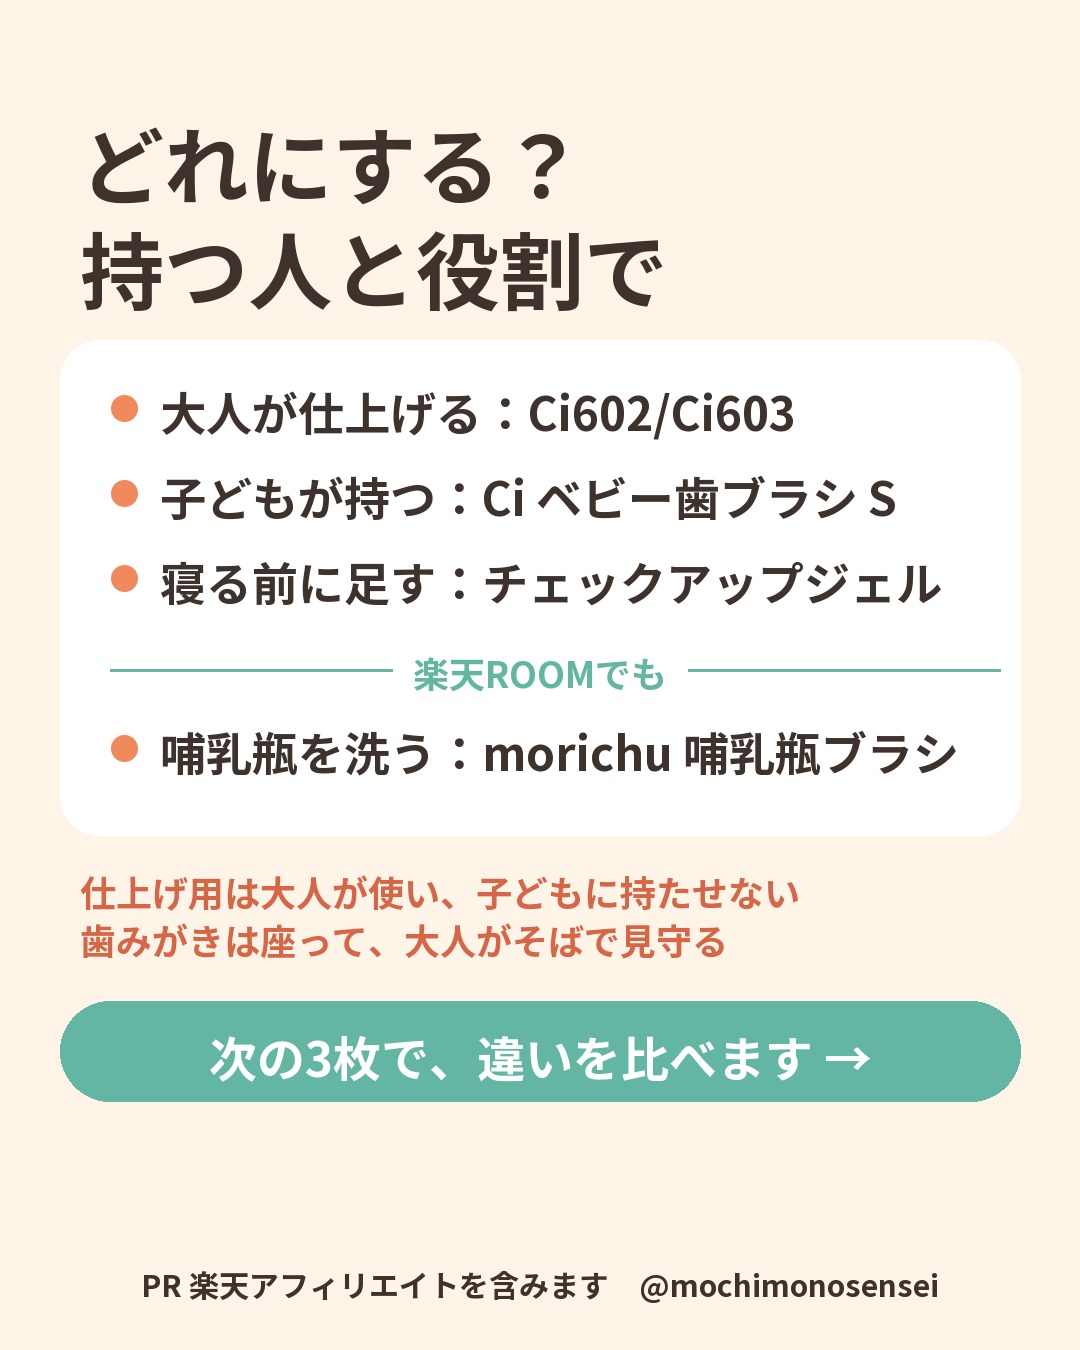 どれにする？
持つ人と役割で
大人が仕上げる：Ci602/Ci603
子どもが持つ：Ci ベビー歯ブラシ S
寝る前に足す：チェックアップジェル
楽天ROOMでも
哺乳瓶を洗う：morichu 哺乳瓶ブラシ
仕上げ用は大人が使い、子どもに持たせない
歯みがきは座って、大人がそばで見守る
次の3枚で、違いを比べます →
PR 楽天アフィリエイトを含みます　@mochimonosensei